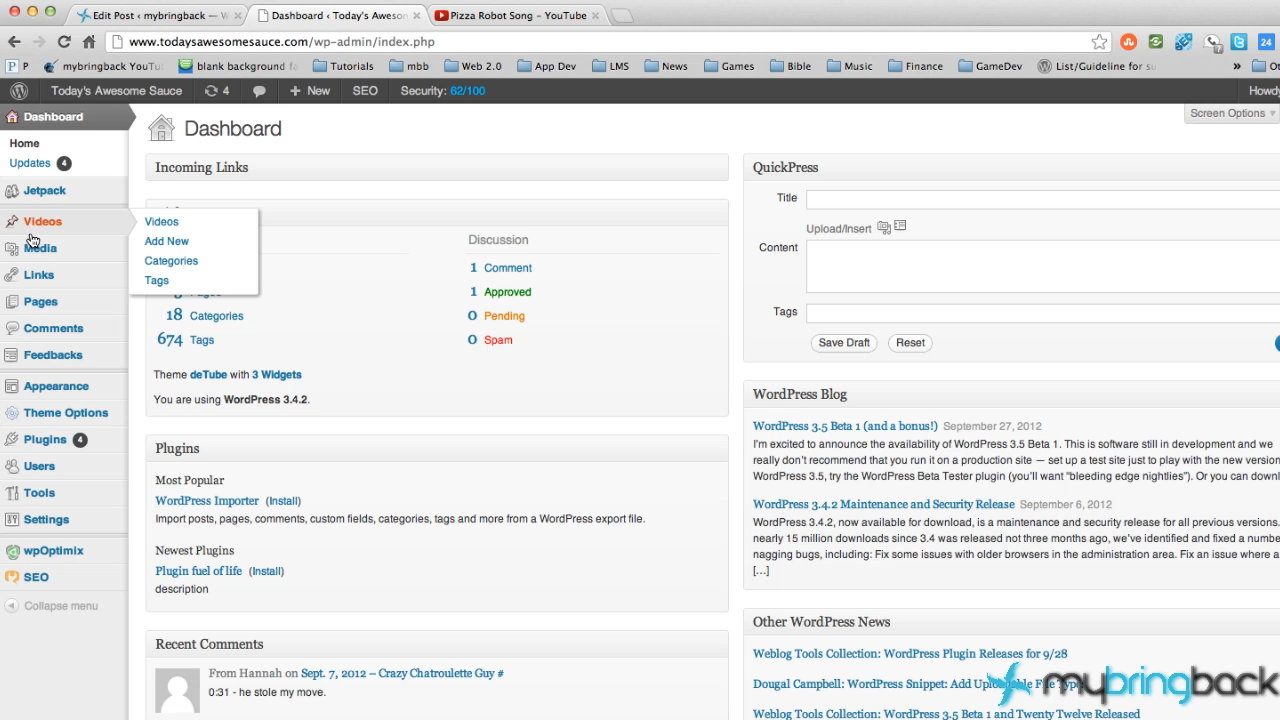 Edit Post ‹ mybringback —
Dashboard ‹ Today's Aweson
Pizza Robot Song – YouTube
www.todaysawesomesauce.com/wp-admin/index.php
24
P
mybringback YouTu
blank background fa
Tutorials
mbb
Web 2.0
App Dev
LMS
News
Games
Bible
Music
Finance
GameDev
List/Guideline for su
»
Today's Awesome Sauce
4
New
SEO
Security: 62/100
Howdy
Dashboard
Home
Updates 4
Jetpack
Videos
Media
Links
Pages
Comments
Feedbacks
Appearance
Theme Options
Plugins 4
Users
Tools
Settings
wpOptimix
SEO
Collapse menu
Videos
Add New
Categories
Tags
Dashboard
Screen Options
Incoming Links
Discussion
1 Comment
Pages
1 Approved
18 Categories
0 Pending
674 Tags
0 Spam
Theme deTube with 3 Widgets
You are using WordPress 3.4.2.
Plugins
Most Popular
WordPress Importer (Install)
Import posts, pages, comments, custom fields, categories, tags and more from a WordPress export file.
Newest Plugins
Plugin fuel of life (Install)
description
Recent Comments
From Hannah on Sept. 7, 2012 – Crazy Chatroulette Guy #
0:31 - he stole my move.
QuickPress
Title
Upload/Insert
Content
Tags
Save Draft
Reset
WordPress Blog
WordPress 3.5 Beta 1 (and a bonus!) September 27, 2012
I'm excited to announce the availability of WordPress 3.5 Beta 1. This is software still in development and we
really don't recommend that you run it on a production site — set up a test site just to play with the new version
WordPress 3.5, try the WordPress Beta Tester plugin (you'll want "bleeding edge nightlies"). Or you can down
WordPress 3.4.2 Maintenance and Security Release September 6, 2012
WordPress 3.4.2, now available for download, is a maintenance and security release for all previous versions.
nearly 15 million downloads since 3.4 was released not three months ago, we've identified and fixed a numbe
nagging bugs, including: Fix some issues with older browsers in the administration area. Fix an issue where a
[…]
Other WordPress News
Weblog Tools Collection: WordPress Plugin Releases for 9/28
Dougal Campbell: WordPress Snippet: Add Uploadable File Typ
Weblog Tools Collection: WordPress 3.5 Beta 1 and Twenty Twelve Released
mybringback